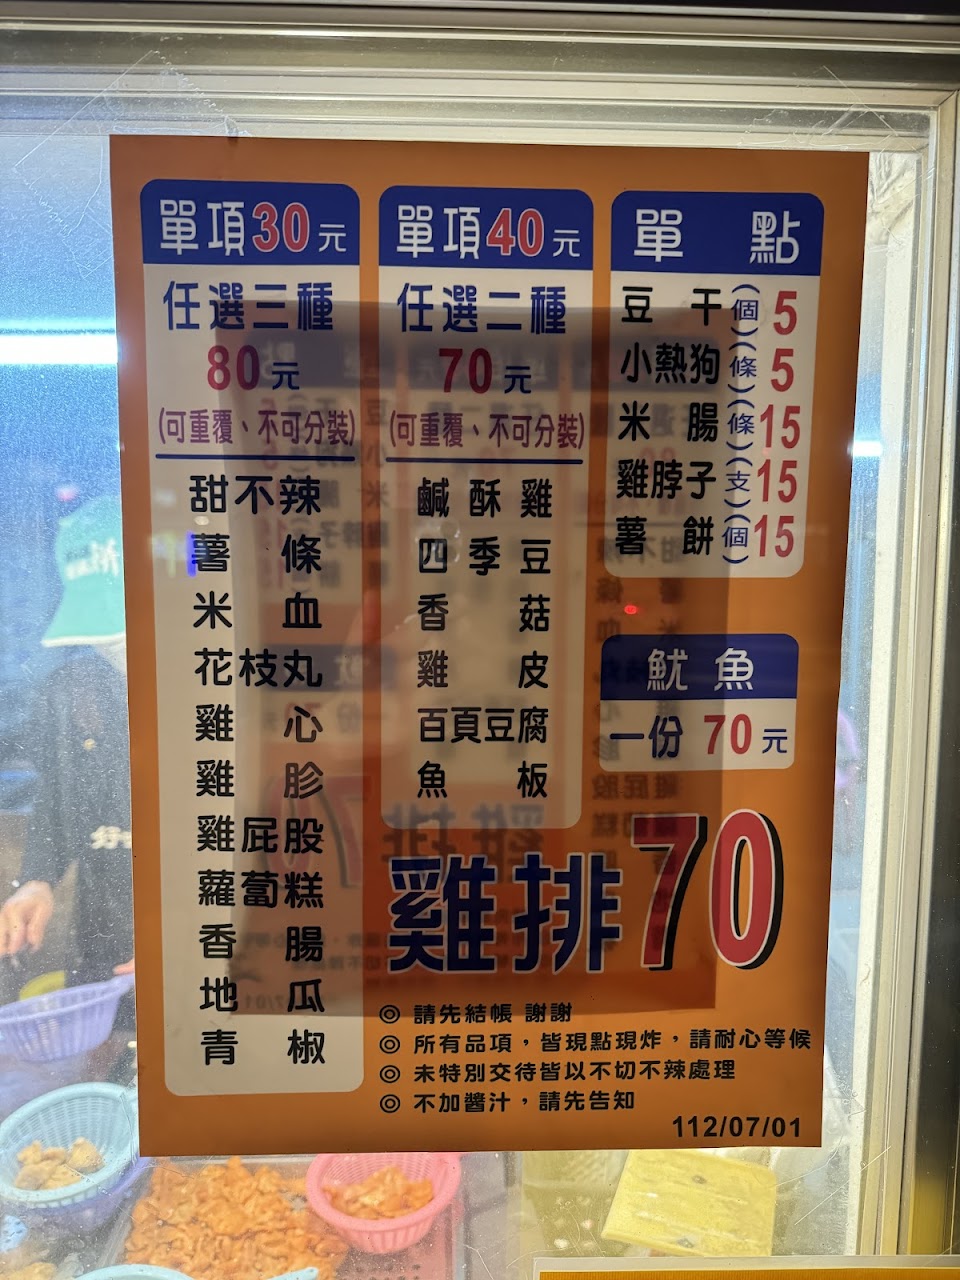 單項30元
任選三種
80元
(可重覆、不可分裝)
甜不辣
薯條
米血
花枝丸
雞心
雞胗
雞屁股
蘿蔔糕
香腸
地瓜
青椒
單項40元
任選二種
70元
(可重覆、不可分裝)
鹹酥雞
四季豆
香菇
雞皮
百頁豆腐
魚板
單點
豆干(個)5
小熱狗(條)5
米腸(條)15
雞脖子(支)15
薯餅(個)15
魷魚
一份 70元
雞排70
◎ 請先結帳 謝謝
◎ 所有品項，皆現點現炸，請耐心等候
◎ 未特別交待皆以不切不辣處理
◎ 不加醬汁，請先告知
112/07/01